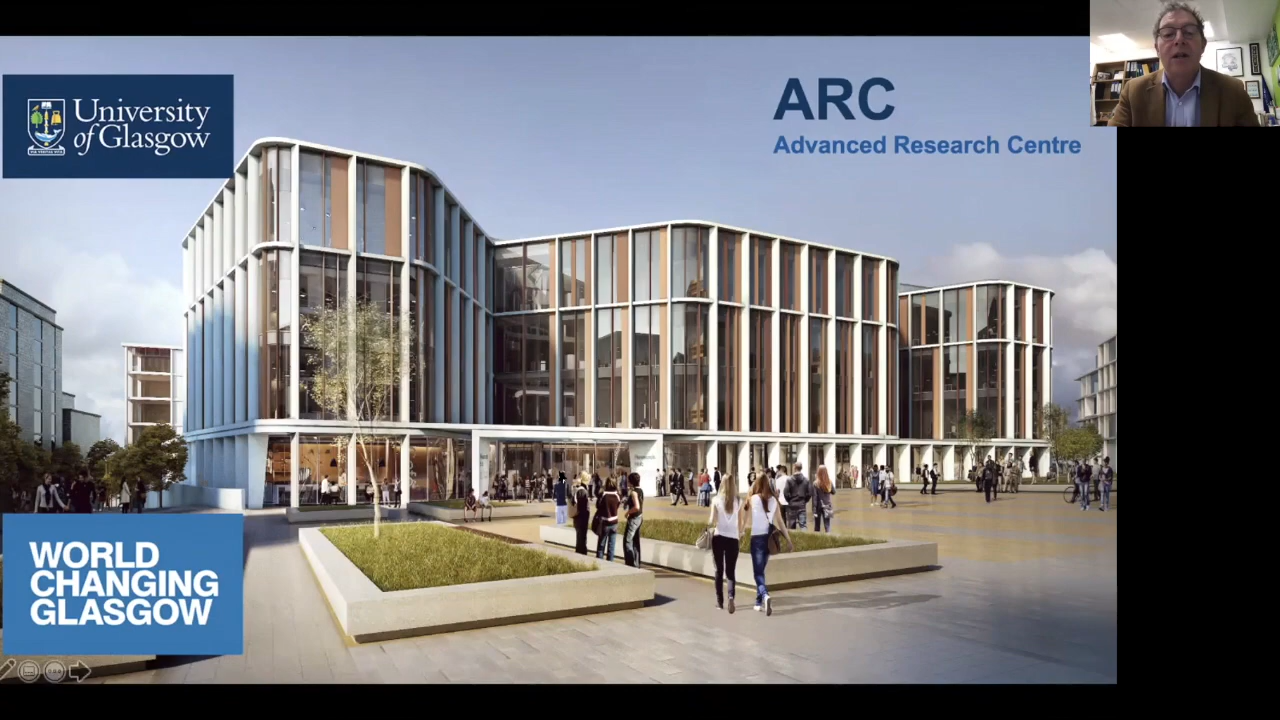 University
of Glasgow
ARC
Advanced Research Centre
WORLD
CHANGING
GLASGOW